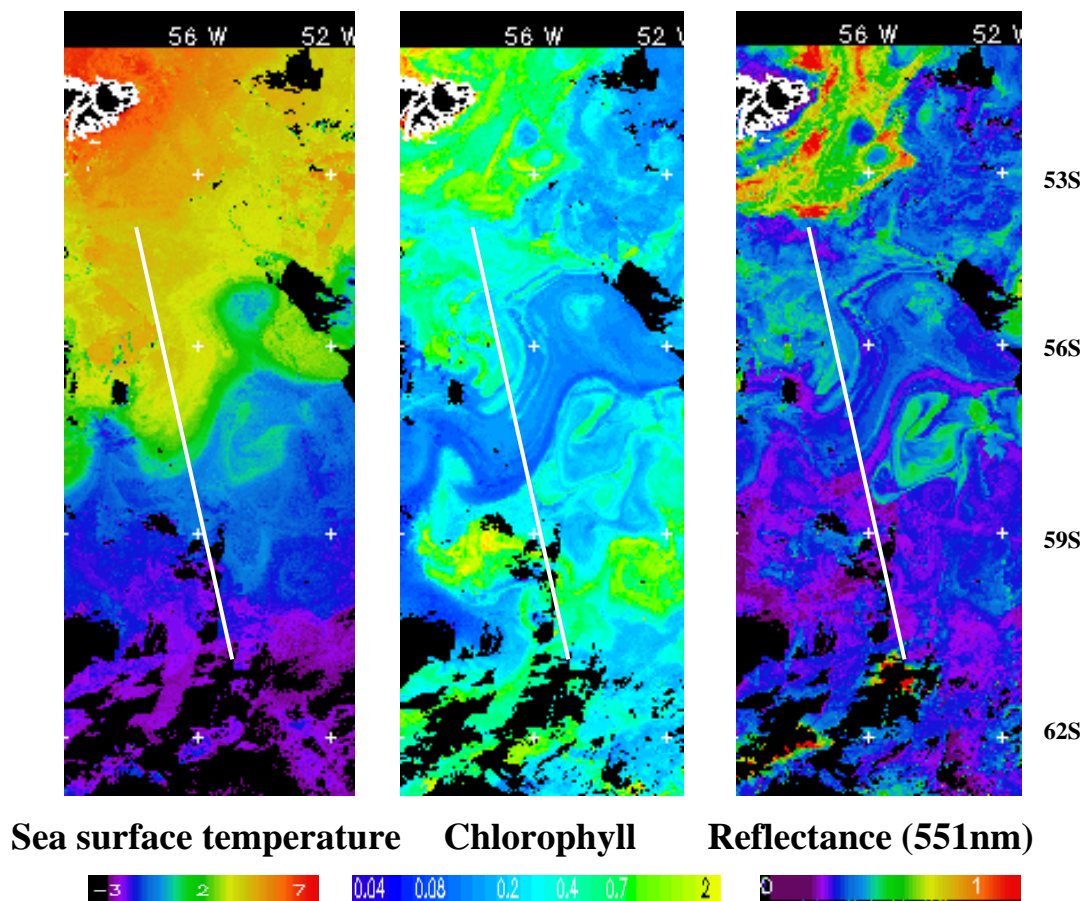 56 W 52 W
56 W 52 W
56 W 52 W
53S
56S
59S
62S
Sea surface temperature
Chlorophyll
Reflectance (551nm)
-3 2 7
0.04 0.08 0.2 0.4 0.7 2
0 1